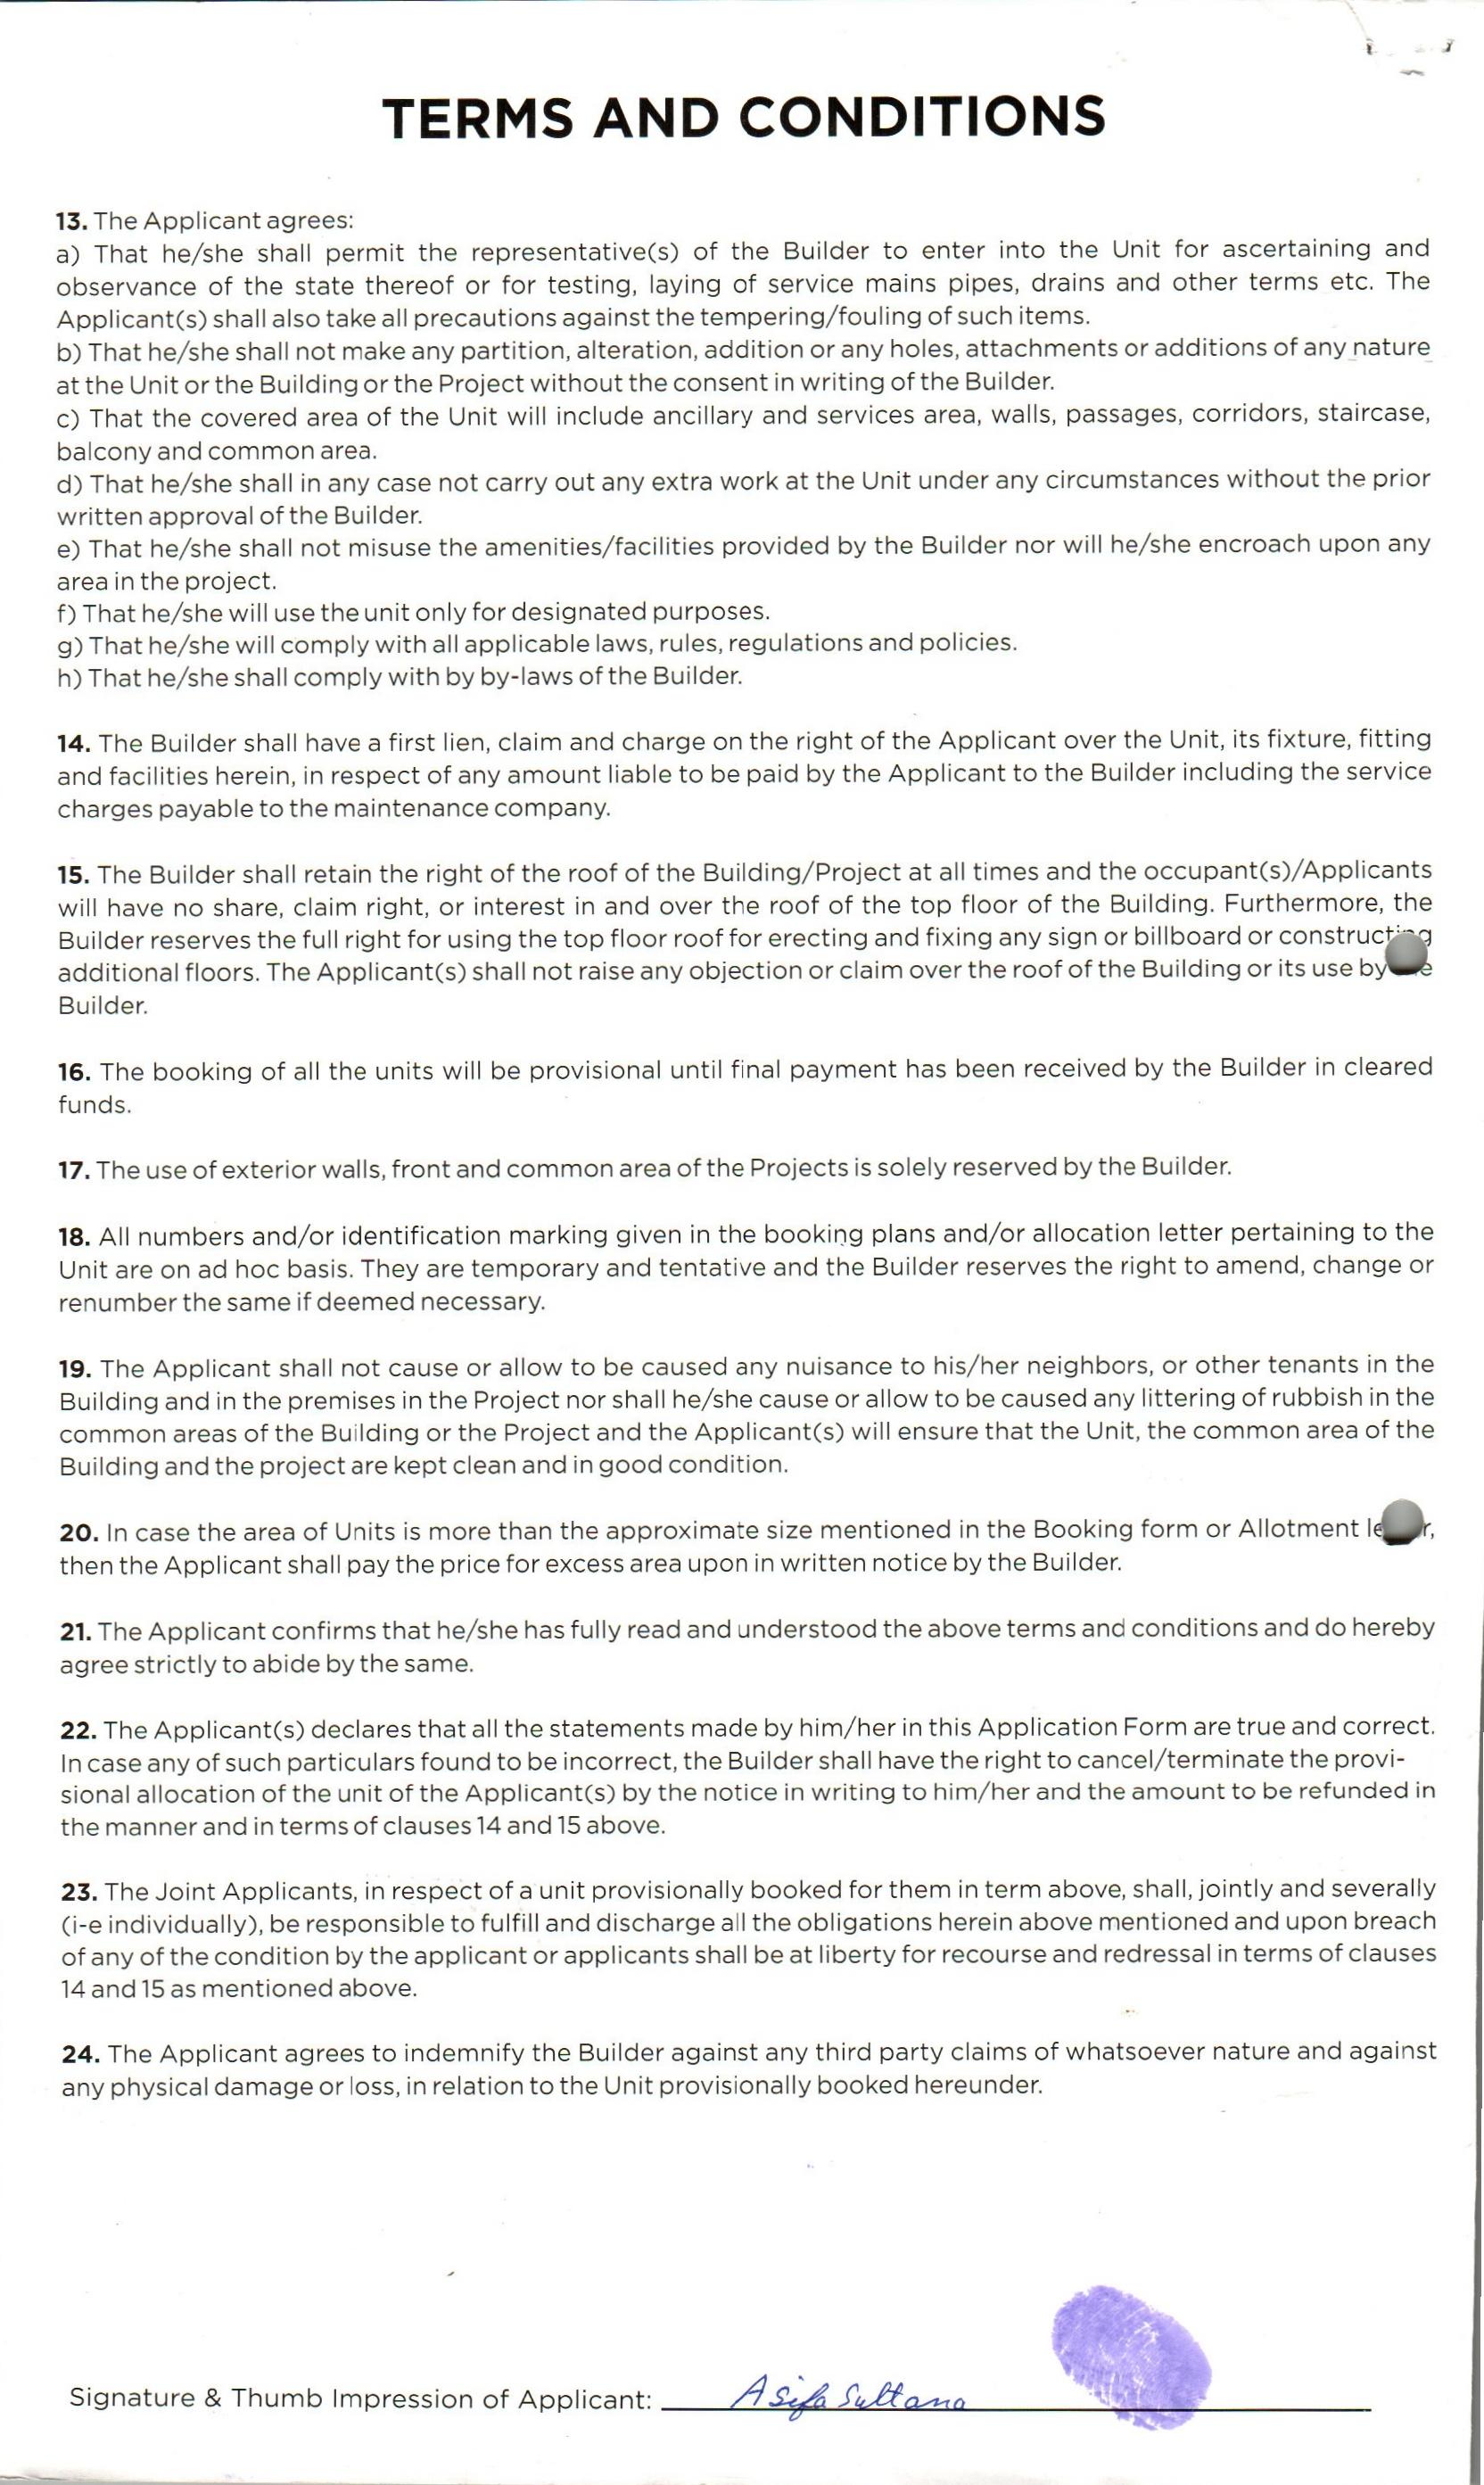 TERMS AND CONDITIONS
13. The Applicant agrees:
a) That he/she shall permit the representative(s) of the Builder to enter into the Unit for ascertaining and
observance of the state thereof or for testing, laying of service mains pipes, drains and other terms etc. The
Applicant(s) shall also take all precautions against the tempering/fouling of such items.
b) That he/she shall not make any partition, alteration, addition or any holes, attachments or additions of any nature
at the Unit or the Building or the Project without the consent in writing of the Builder.
c) That the covered area of the Unit will include ancillary and services area, walls, passages, corridors, staircase,
balcony and common area.
d) That he/she shall in any case not carry out any extra work at the Unit under any circumstances without the prior
written approval of the Builder.
e) That he/she shall not misuse the amenities/facilities provided by the Builder nor will he/she encroach upon any
area in the project.
f) That he/she will use the unit only for designated purposes.
g) That he/she will comply with all applicable laws, rules, regulations and policies.
h) That he/she shall comply with by by-laws of the Builder.
14. The Builder shall have a first lien, claim and charge on the right of the Applicant over the Unit, its fixture, fitting
and facilities herein, in respect of any amount liable to be paid by the Applicant to the Builder including the service
charges payable to the maintenance company.
15. The Builder shall retain the right of the roof of the Building/Project at all times and the occupant(s)/Applicants
will have no share, claim right, or interest in and over the roof of the top floor of the Building. Furthermore, the
Builder reserves the full right for using the top floor roof for erecting and fixing any sign or billboard or constructing
additional floors. The Applicant(s) shall not raise any objection or claim over the roof of the Building or its use by
Builder.
16. The booking of all the units will be provisional until final payment has been received by the Builder in cleared
funds.
17. The use of exterior walls, front and common area of the Projects is solely reserved by the Builder.
18. All numbers and/or identification marking given in the booking plans and/or allocation letter pertaining to the
Unit are on ad hoc basis. They are temporary and tentative and the Builder reserves the right to amend, change or
renumber the same if deemed necessary.
19. The Applicant shall not cause or allow to be caused any nuisance to his/her neighbors, or other tenants in the
Building and in the premises in the Project nor shall he/she cause or allow to be caused any littering of rubbish in the
common areas of the Building or the Project and the Applicant(s) will ensure that the Unit, the common area of the
Building and the project are kept clean and in good condition.
20. In case the area of Units is more than the approximate size mentioned in the Booking form or Allotment
then the Applicant shall pay the price for excess area upon in written notice by the Builder.
21. The Applicant confirms that he/she has fully read and understood the above terms and conditions and do hereby
agree strictly to abide by the same.
22. The Applicant(s) declares that all the statements made by him/her in this Application Form are true and correct.
In case any of such particulars found to be incorrect, the Builder shall have the right to cancel/terminate the provi-
sional allocation of the unit of the Applicant(s) by the notice in writing to him/her and the amount to be refunded in
the manner and in terms of clauses 14 and 15 above.
23. The Joint Applicants, in respect of a unit provisionally booked for them in term above, shall, jointly and severally
(i-e individually), be responsible to fulfill and discharge all the obligations herein above mentioned and upon breach
of any of the condition by the applicant or applicants shall be at liberty for recourse and redressal in terms of clauses
14 and 15 as mentioned above.
24. The Applicant agrees to indemnify the Builder against any third party claims of whatsoever nature and against
any physical damage or loss, in relation to the Unit provisionally booked hereunder.
Signature & Thumb Impression of Applicant: Asifa Sultana